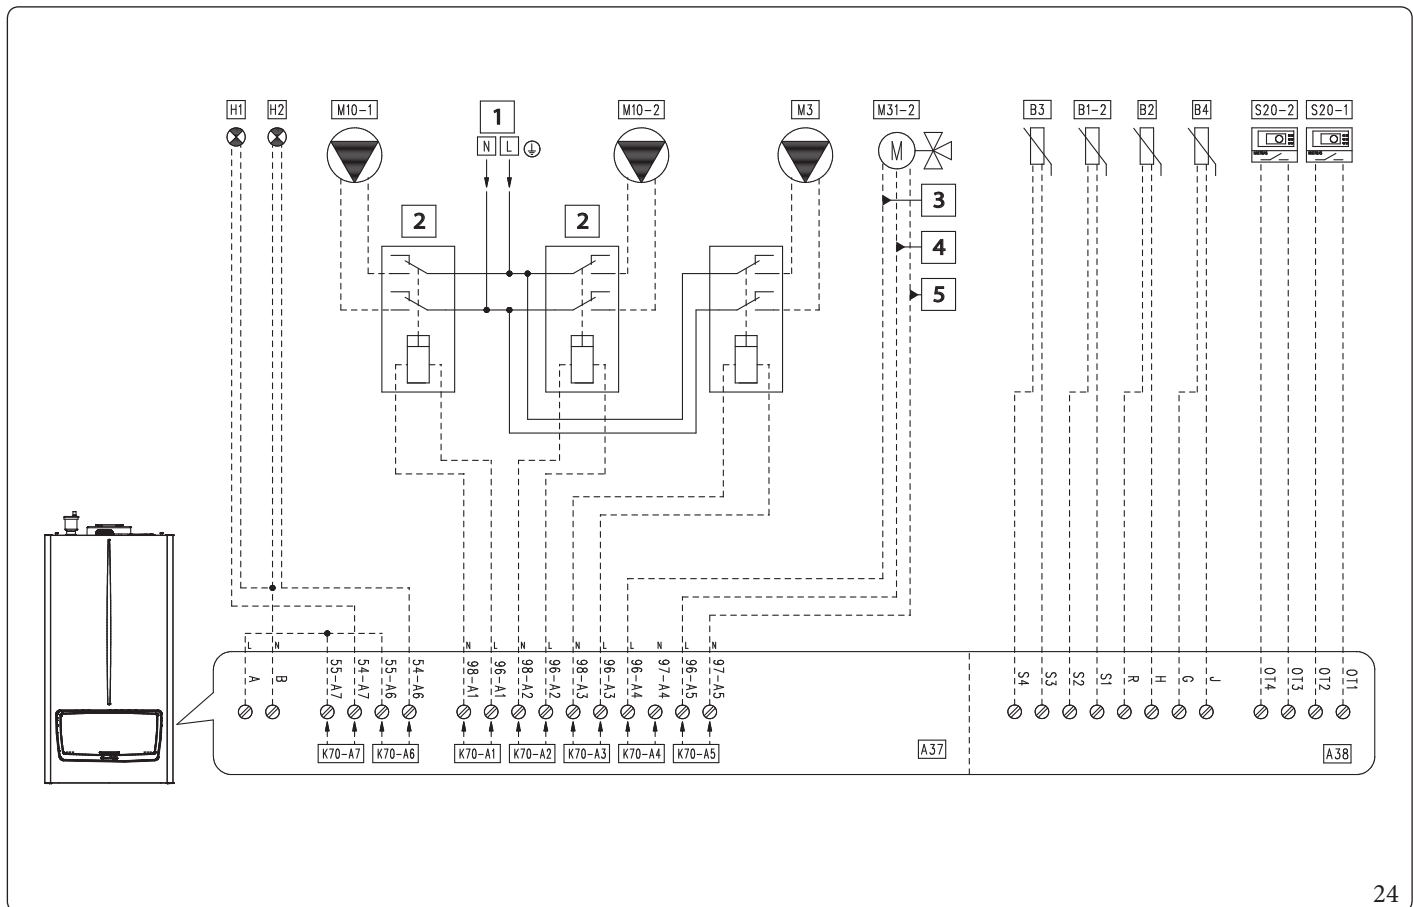 H1 H2 M10-1 1 M10-2 M3 M31-2 B3 B1-2 B2 B4 S20-2 S20-1
N L
M
3
2 2
4
5
L N N L N L N L L N L N
A B 55-A7 54-A7 55-A6 54-A6 98-A1 96-A1 98-A2 96-A2 98-A3 96-A3 96-A4 97-A4 96-A5 97-A5 S4 S3 S2 S1 R H G J OT4 OT3 OT2 OT1
K70-A7 K70-A6 K70-A1 K70-A2 K70-A3 K70-A4 K70-A5 A37 A38
24